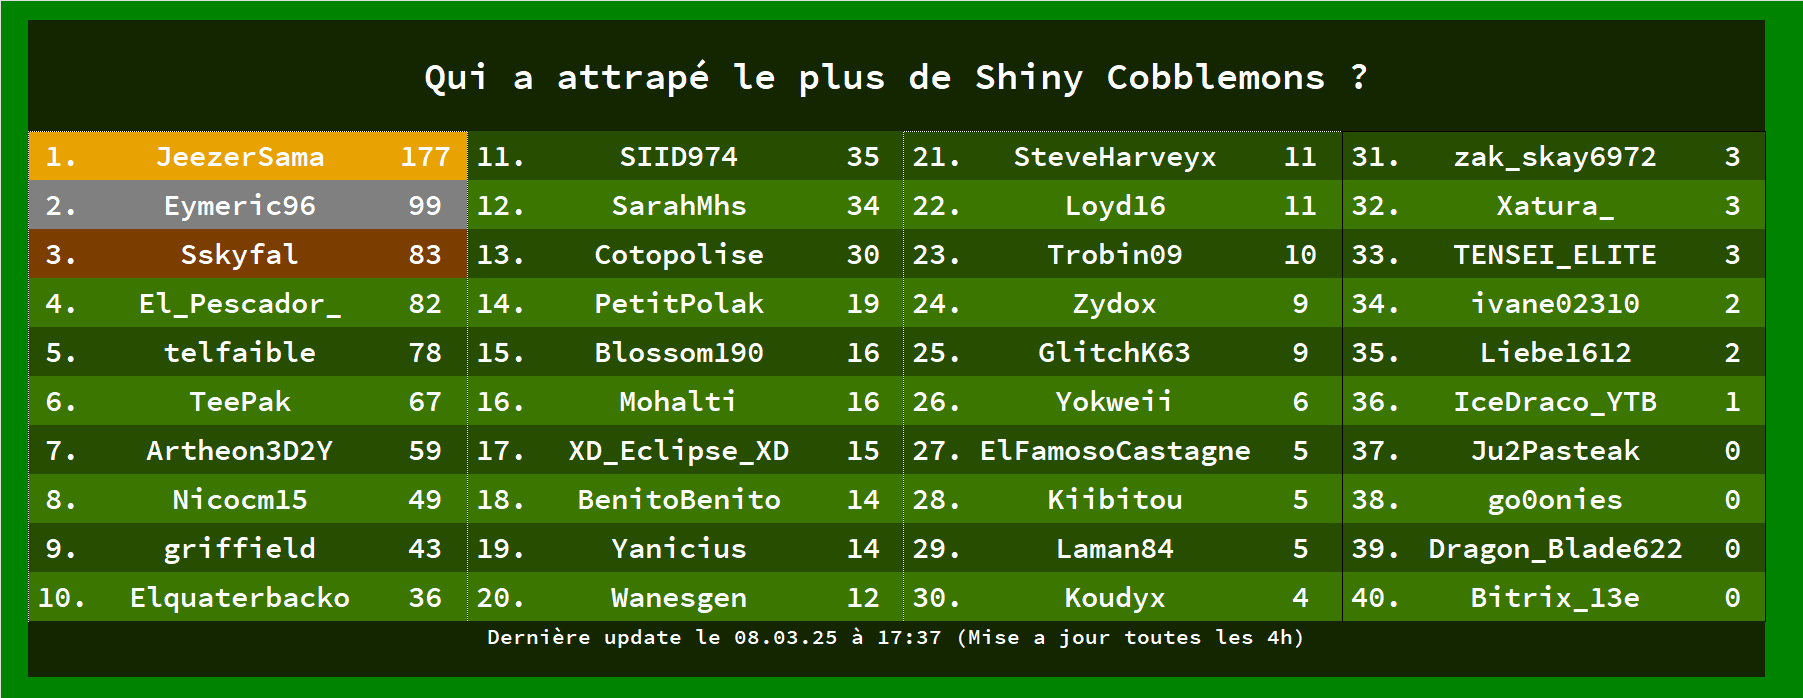 Qui a attrapé le plus de Shiny Cobblemons ?
1. JeezerSama 177
2. Eymeric96 99
3. Sskyfal 83
4. El_Pescador_ 82
5. telfaible 78
6. TeePak 67
7. Artheon3D2Y 59
8. Nicocm15 49
9. griffield 43
10. Elquaterbacko 36
11. SIID974 35
12. SarahMhs 34
13. Cotopolise 30
14. PetitPolak 19
15. Blossom190 16
16. Mohalti 16
17. XD_Eclipse_XD 15
18. BenitoBenito 14
19. Yanicius 14
20. Wanesgen 12
21. SteveHarveyx 11
22. Loyd16 11
23. Trobin09 10
24. Zydox 9
25. GlitchK63 9
26. Yokweii 6
27. ElFamosoCastagne 5
28. Kiibitou 5
29. Laman84 5
30. Koudyx 4
31. zak_skay6972 3
32. Xatura_ 3
33. TENSEI_ELITE 3
34. ivane02310 2
35. Liebe1612 2
36. IceDraco_YTB 1
37. Ju2Pasteak 0
38. go0onies 0
39. Dragon_Blade622 0
40. Bitrix_13e 0
Dernière update le 08.03.25 à 17:37 (Mise a jour toutes les 4h)